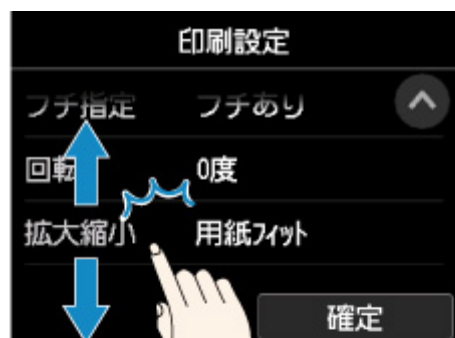 印刷設定
フチ指定 フチあり
回転 0度
拡大縮小 用紙フィット
確定